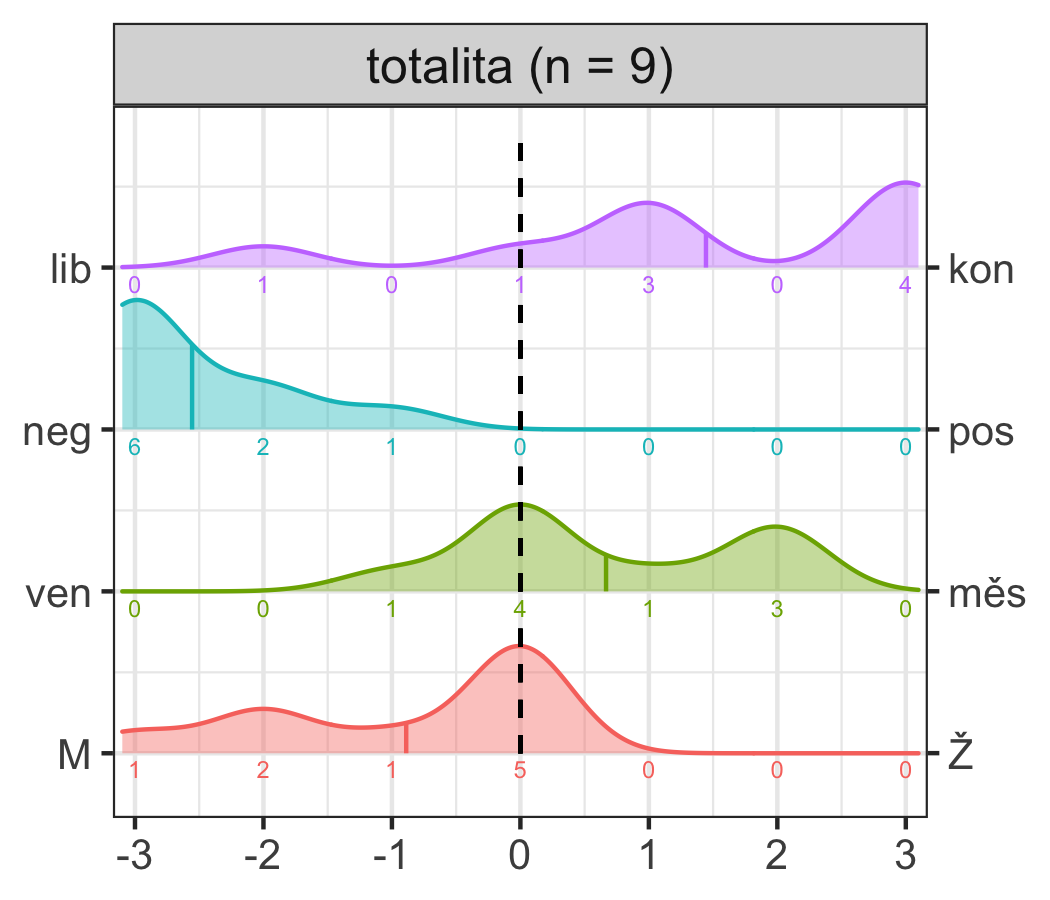 totalita (n = 9)
lib kon
0 1 0 1 3 0 4
neg pos
6 2 1 0 0 0 0
ven měs
0 0 1 4 1 3 0
M Ž
1 2 1 5 0 0 0
-3 -2 -1 0 1 2 3